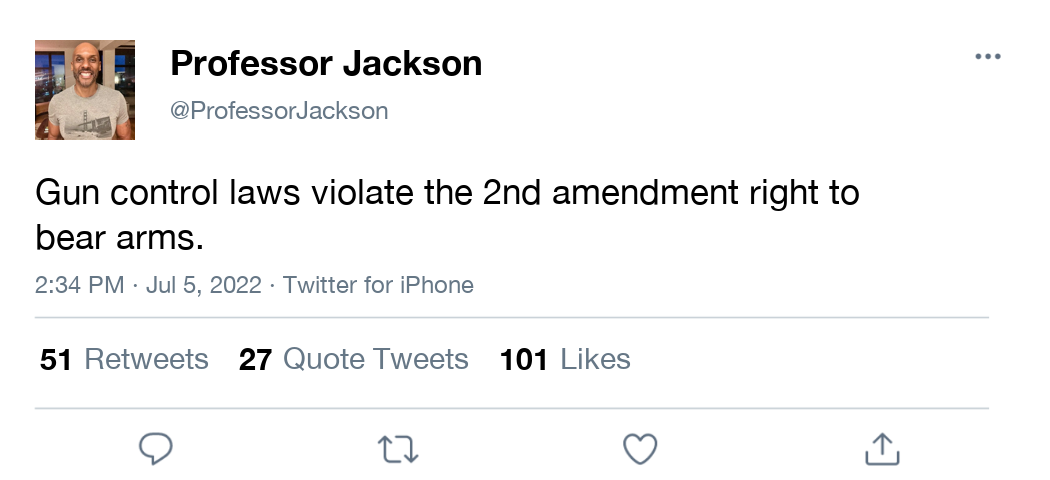 Professor Jackson
@ProfessorJackson
Gun control laws violate the 2nd amendment right to
bear arms.
2:34 PM · Jul 5, 2022 · Twitter for iPhone
51 Retweets 27 Quote Tweets 101 Likes